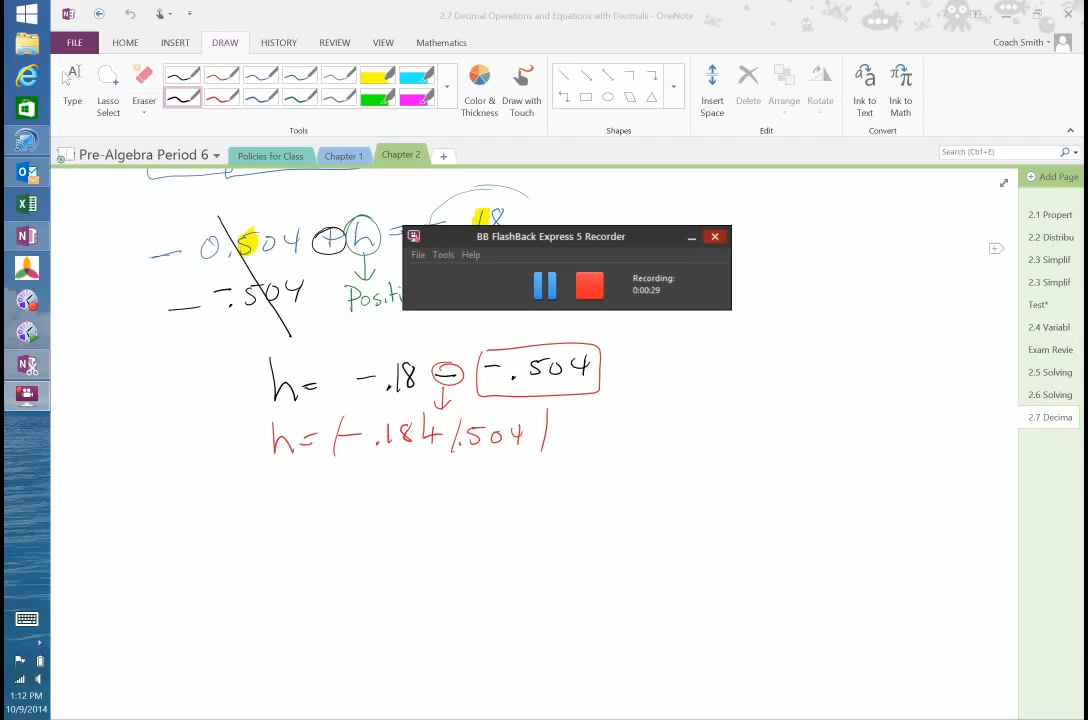 2.7 Decimal Operations and Equations with Decimals - OneNote
FILE HOME INSERT DRAW HISTORY REVIEW VIEW Mathematics
Coach Smith
Type
Lasso Select
Eraser
Color & Thickness
Draw with Touch
Insert Space
Delete
Arrange
Rotate
Ink to Text
Ink to Math
Tools
Shapes
Edit
Convert
Pre-Algebra Period 6
Policies for Class
Chapter 1
Chapter 2
Search (Ctrl+E)
Add Page
2.1 Propert
2.2 Distribu
2.3 Simplif
2.3 Simplif
Test*
2.4 Variabl
Exam Revie
2.5 Solving
2.6 Solving
2.7 Decima
- 0.504 + h = - .18
- -.504
Positi
BB FlashBack Express 5 Recorder
File Tools Help
Recording:
0:00:29
h = -.18 - -.504
h = (-.18 + (.504)
1:12 PM
10/9/2014